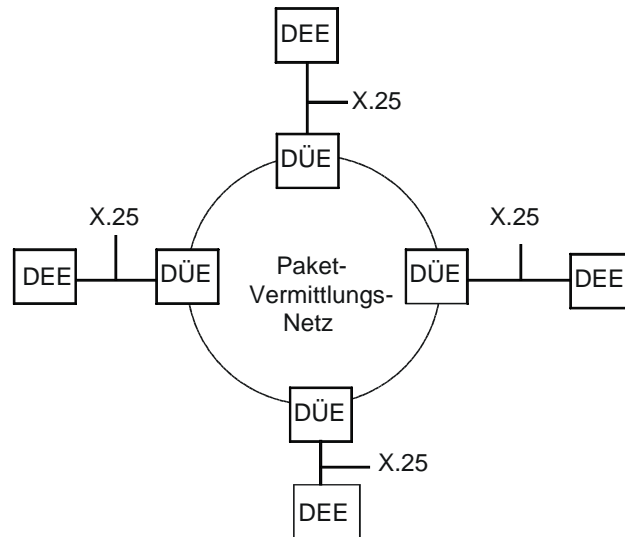 DEE
X.25
DÜE
X.25
X.25
DEE
DÜE
Paket-
Vermittlungs-
Netz
DÜE
DEE
DÜE
X.25
DEE